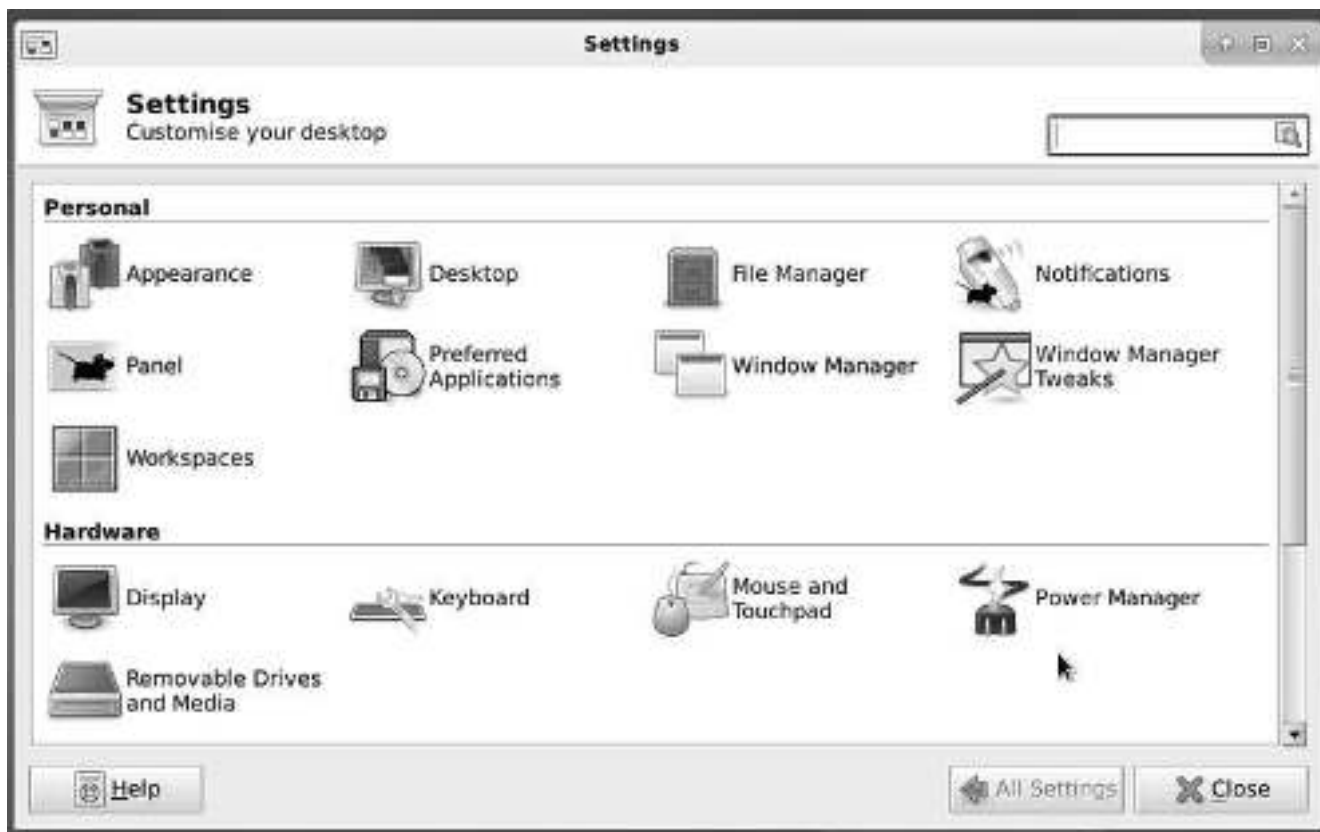 Settings
Settings
Customise your desktop
Personal
Appearance
Desktop
File Manager
Notifications
Panel
Preferred
Applications
Window Manager
Window Manager
Tweaks
Workspaces
Hardware
Display
Keyboard
Mouse and
Touchpad
Power Manager
Removable Drives
and Media
Help
All Settings
Close